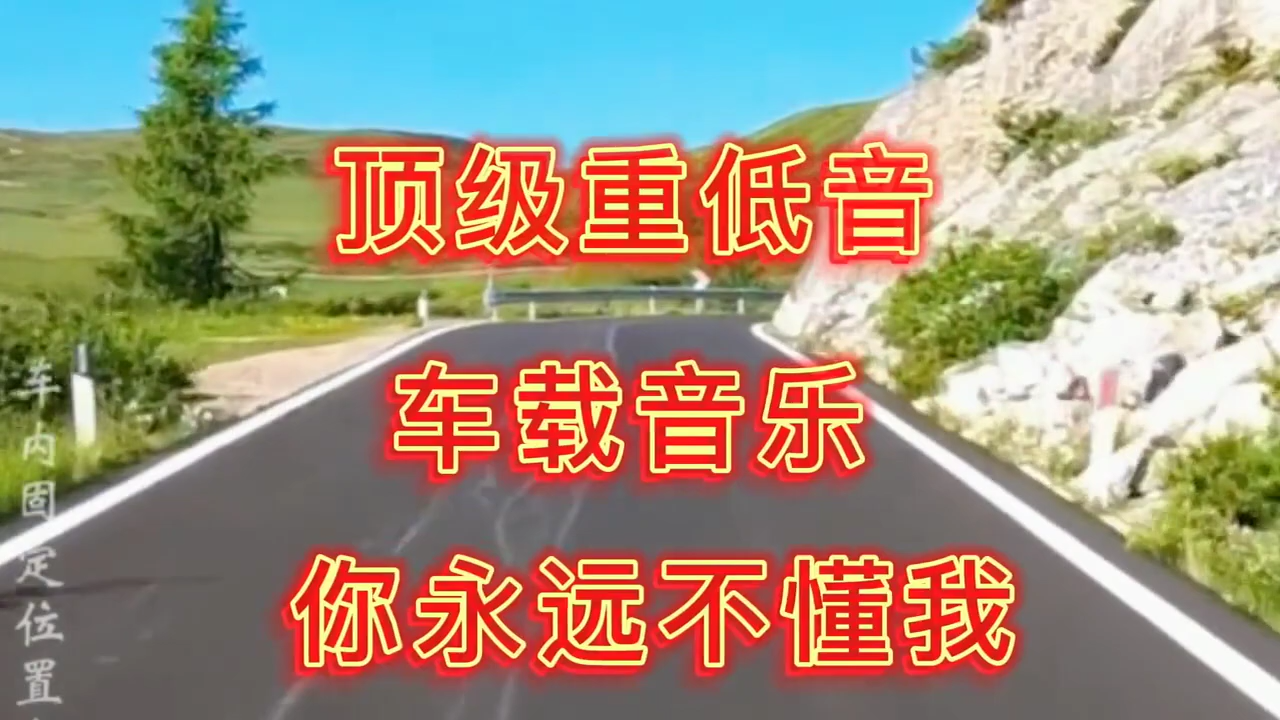 顶级重低音
车载音乐
你永远不懂我
车内固定位置